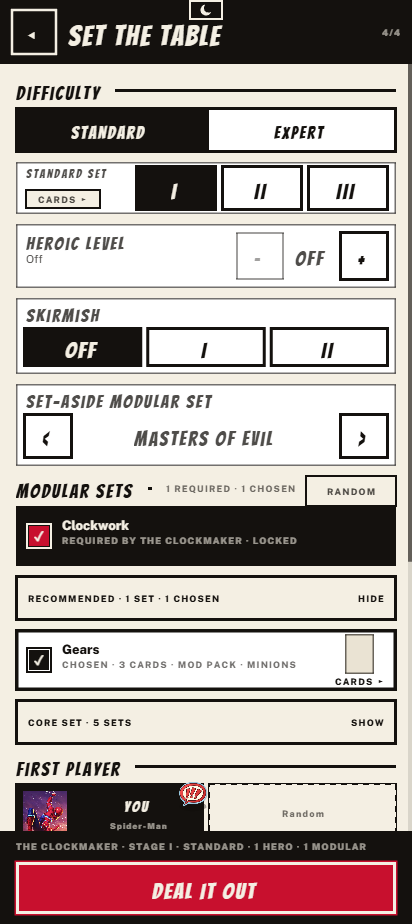 SET THE TABLE
4/4
DIFFICULTY
STANDARD
EXPERT
STANDARD SET
CARDS
I
II
III
HEROIC LEVEL
Off
-
OFF
+
SKIRMISH
OFF
I
II
SET-ASIDE MODULAR SET
‹
MASTERS OF EVIL
›
MODULAR SETS
1 REQUIRED · 1 CHOSEN
RANDOM
Clockwork
REQUIRED BY THE CLOCKMAKER · LOCKED
RECOMMENDED · 1 SET · 1 CHOSEN
HIDE
Gears
CHOSEN · 3 CARDS · MOD PACK · MINIONS
CARDS
CORE SET · 5 SETS
SHOW
FIRST PLAYER
YOU
Spider-Man
Random
THE CLOCKMAKER · STAGE I · STANDARD · 1 HERO · 1 MODULAR
DEAL IT OUT